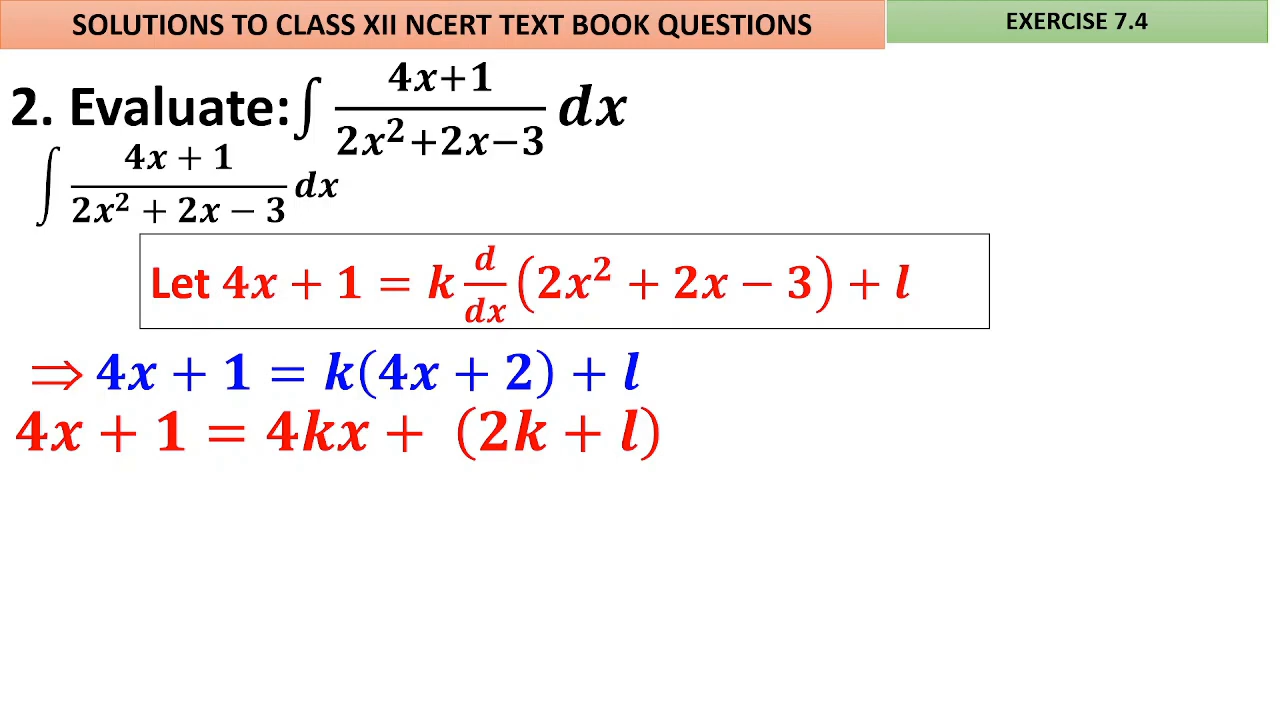 SOLUTIONS TO CLASS XII NCERT TEXT BOOK QUESTIONS
EXERCISE 7.4
2. Evaluate:∫ (4x+1)/(2x²+2x−3) dx
∫ (4x + 1)/(2x² + 2x − 3) dx
Let 4x + 1 = k d/dx (2x² + 2x − 3) + l
⇒ 4x + 1 = k(4x + 2) + l
4x + 1 = 4kx + (2k + l)